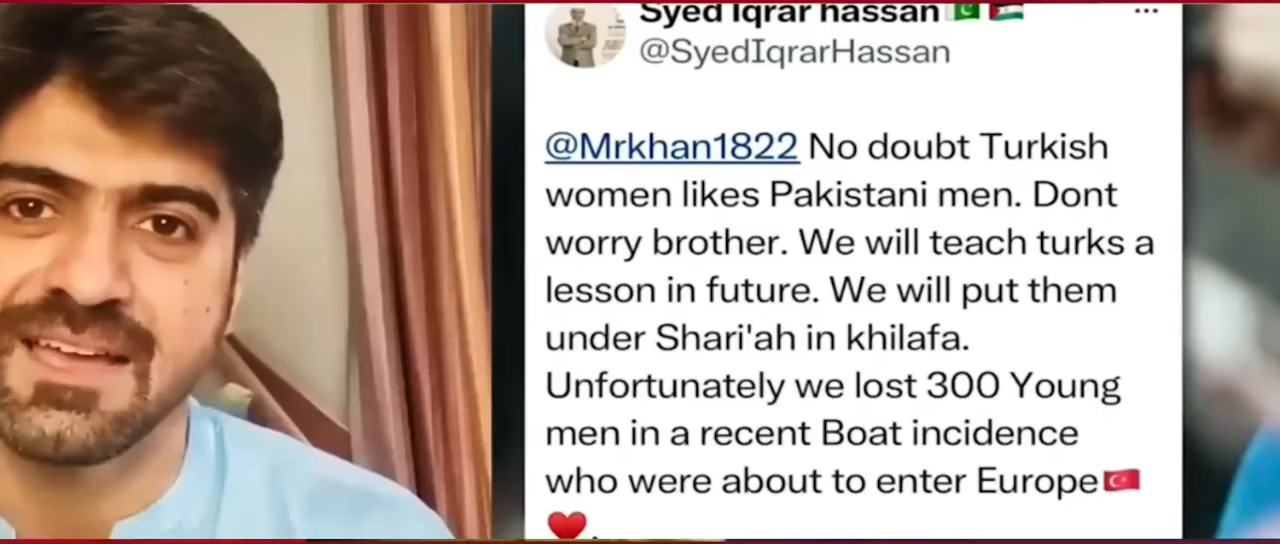 Syed Iqrar hassan
@SyedIqrarHassan
@Mrkhan1822 No doubt Turkish
women likes Pakistani men. Dont
worry brother. We will teach turks a
lesson in future. We will put them
under Shari'ah in khilafa.
Unfortunately we lost 300 Young
men in a recent Boat incidence
who were about to enter Europe🇹🇷
❤️.